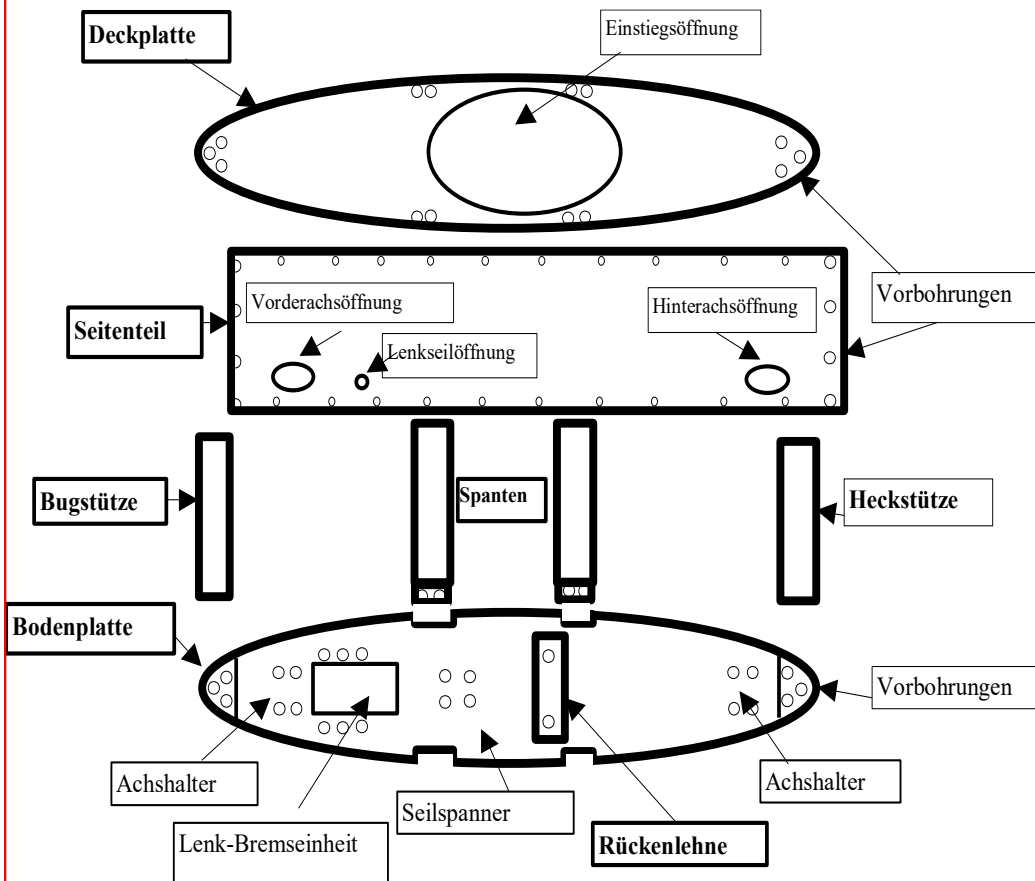 Deckplatte
Einstiegsöffnung
Vorbohrungen
Seitenteil
Vorderachsöffnung
Hinterachsöffnung
Lenkseilöffnung
Bugstütze
Spanten
Heckstütze
Bodenplatte
Vorbohrungen
Achshalter
Seilspanner
Achshalter
Lenk-Bremseinheit
Rückenlehne